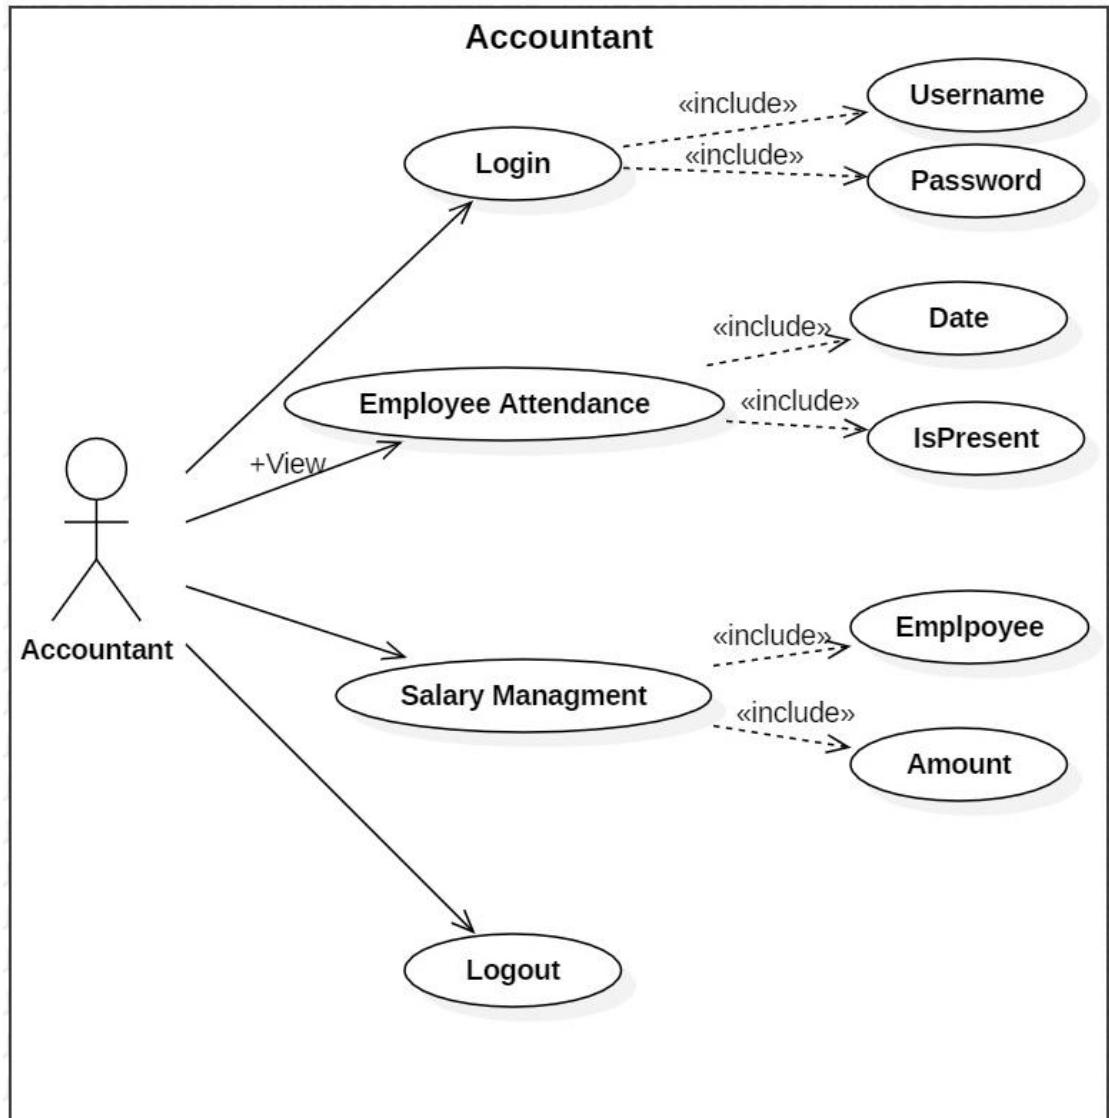 Accountant
«include»
Username
Login
«include»
Password
«include»
Date
Employee Attendance
«include»
IsPresent
+View
Accountant
«include»
Emplpoyee
Salary Managment
«include»
Amount
Logout